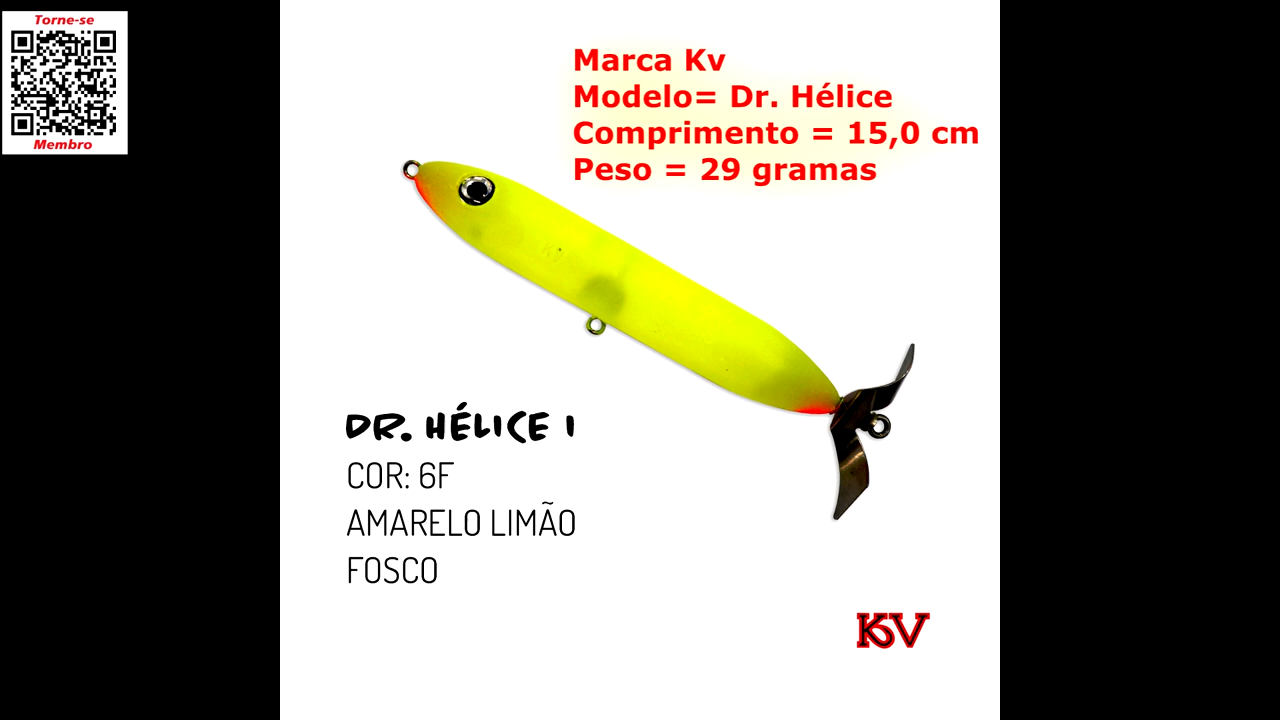 Torne-se
Membro
Marca Kv
Modelo= Dr. Hélice
Comprimento = 15,0 cm
Peso = 29 gramas
DR. HÉLICE I
COR: 6F
AMARELO LIMÃO
FOSCO
KV